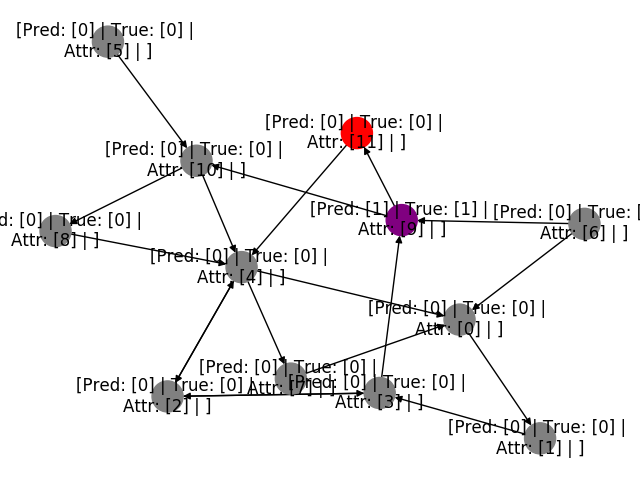 [Pred: [0] | True: [0] |
Attr: [5] | ]
[Pred: [0] | True: [0] |
Attr: [11] | ]
[Pred: [0] | True: [0] |
Attr: [10] | ]
[Pred: [1] | True: [1] |
Attr: [9] | ]
[Pred: [0] | True: [0
Attr: [6] | ]
d: [0] | True: [0] |
Attr: [8] | ]
[Pred: [0] | True: [0] |
Attr: [4] | ]
[Pred: [0] | True: [0] |
Attr: [0] | ]
[Pred: [0] | True: [0] |
Attr: [7] | ]
[Pred: [0] | True: [0] |
Attr: [2] | ]
[Pred: [0] | True: [0] |
Attr: [3] | ]
[Pred: [0] | True: [0] |
Attr: [1] | ]